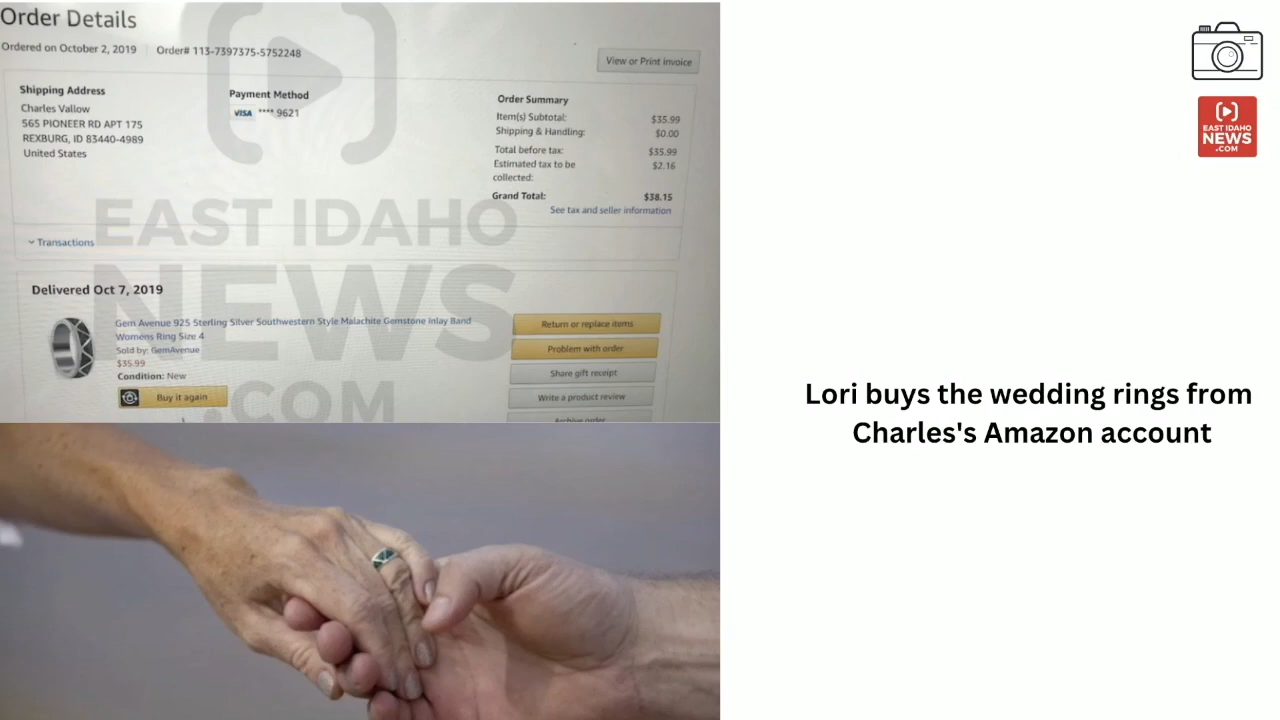 Order Details
Ordered on October 2, 2019 Order# 113-7397375-5752248
View or Print invoice
Shipping Address
Charles Vallow
565 PIONEER RD APT 175
REXBURG, ID 83440-4989
United States
Payment Method
VISA **** 9621
Order Summary
Item(s) Subtotal: $35.99
Shipping & Handling: $0.00
Total before tax: $35.99
Estimated tax to be
collected: $2.16
Grand Total: $38.15
See tax and seller information
Transactions
Delivered Oct 7, 2019
Gem Avenue 925 Sterling Silver Southwestern Style Malachite Gemstone Inlay Band
Womens Ring Size 4
Sold by: GemAvenue
$35.99
Condition: New
Buy it again
Return or replace items
Problem with order
Share gift receipt
Write a product review
Archive order
EAST IDAHO
NEWS
.COM
EAST IDAHO
NEWS
.COM
Lori buys the wedding rings from
Charles's Amazon account